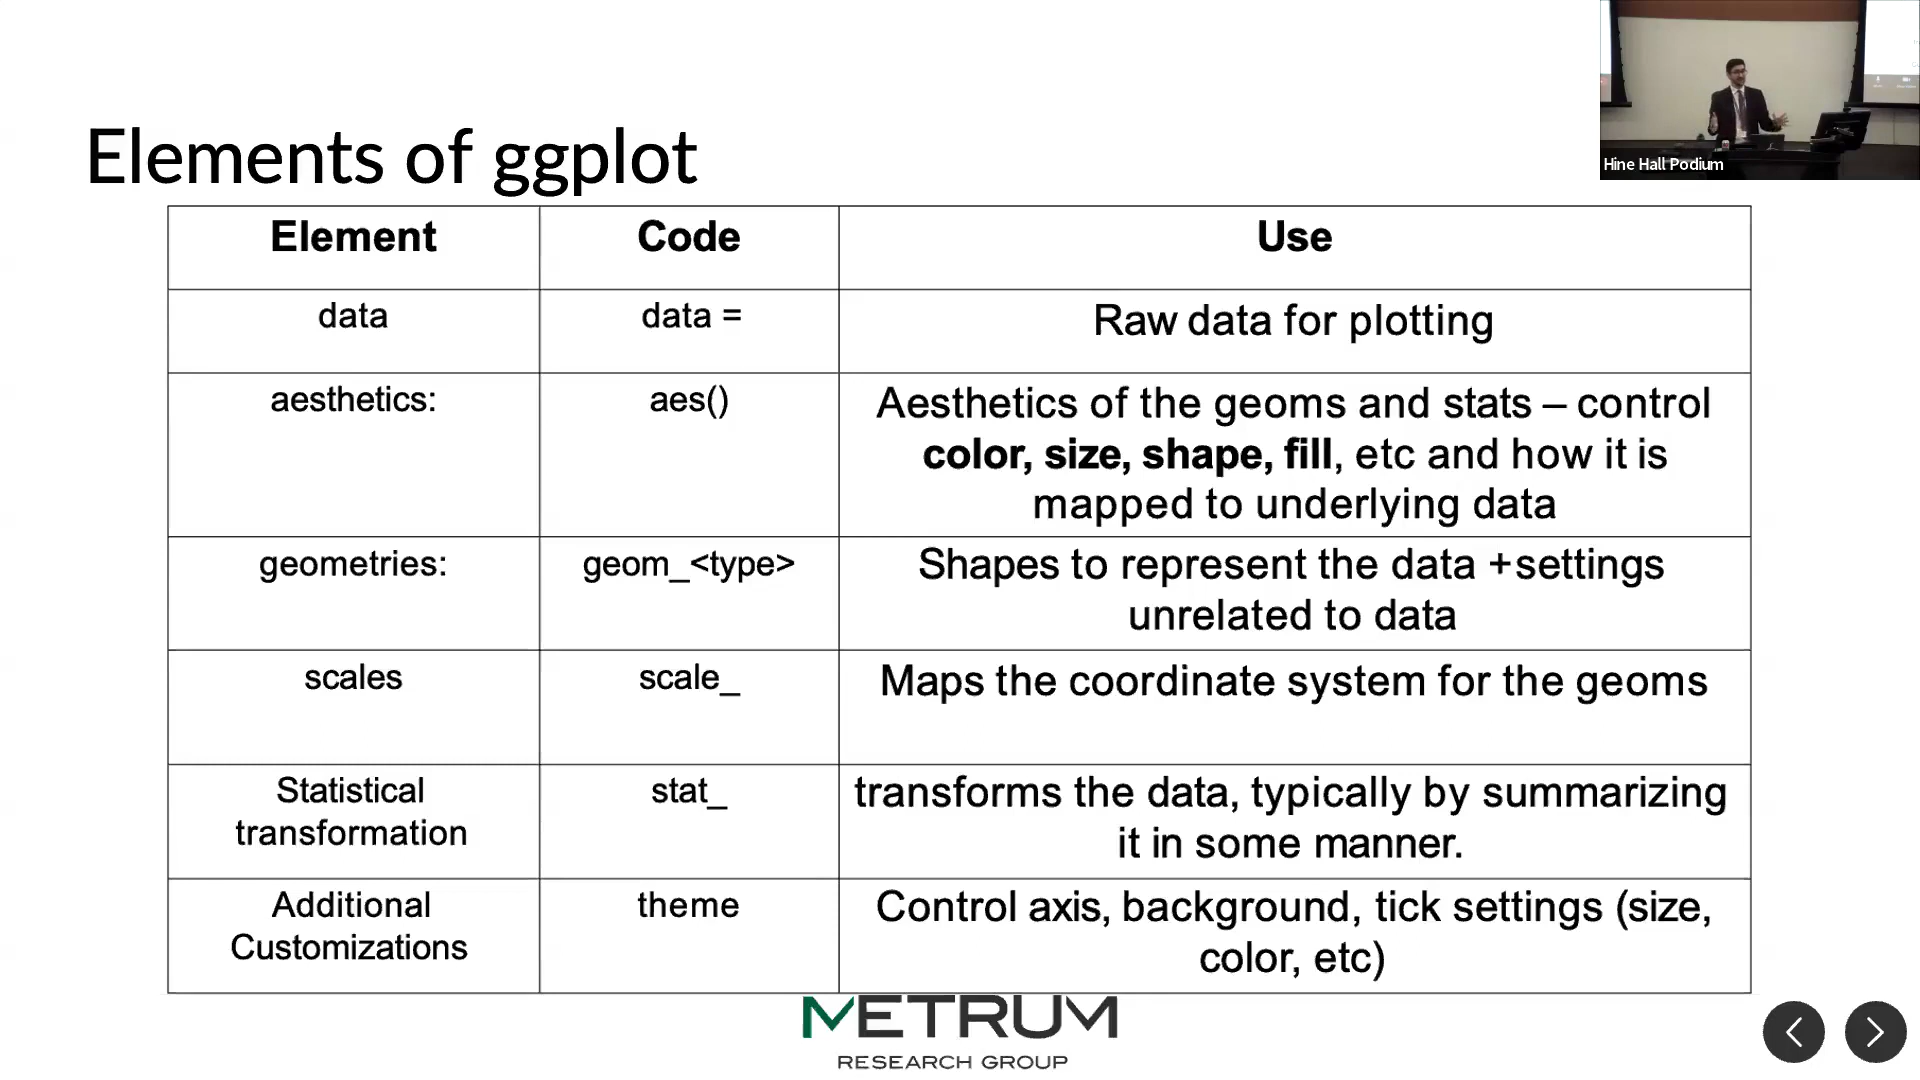 Hine Hall Podium
Elements of ggplot
Element Code Use
data data = Raw data for plotting
aesthetics: aes() Aesthetics of the geoms and stats – control
color, size, shape, fill, etc and how it is
mapped to underlying data
geometries: geom_<type> Shapes to represent the data +settings
unrelated to data
scales scale_ Maps the coordinate system for the geoms
Statistical stat_ transforms the data, typically by summarizing
transformation it in some manner.
Additional theme Control axis, background, tick settings (size,
Customizations color, etc)
METRUM
RESEARCH GROUP